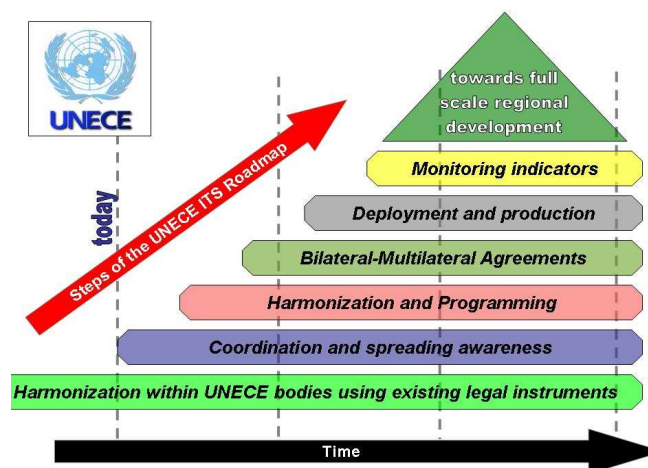 UNECE
today
Steps of the UNECE ITS Roadmap
towards full
scale regional
development
Monitoring indicators
Deployment and production
Bilateral-Multilateral Agreements
Harmonization and Programming
Coordination and spreading awareness
Harmonization within UNECE bodies using existing legal instruments
Time